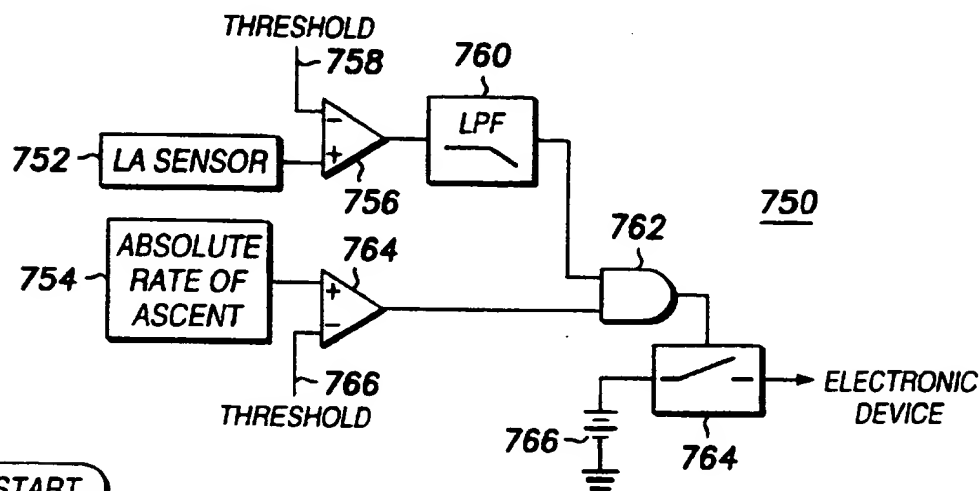 THRESHOLD
758
760
LPF
752
LA SENSOR
756
750
762
764
ABSOLUTE
RATE OF
ASCENT
754
766
THRESHOLD
ELECTRONIC
DEVICE
766
764
START